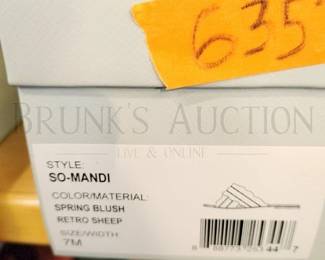 635
BRUNK'S AUCTION
LIVE & ONLINE
STYLE:
SO-MANDI
COLOR/MATERIAL:
SPRING BLUSH
RETRO SHEEP
SIZE/WIDTH
7M